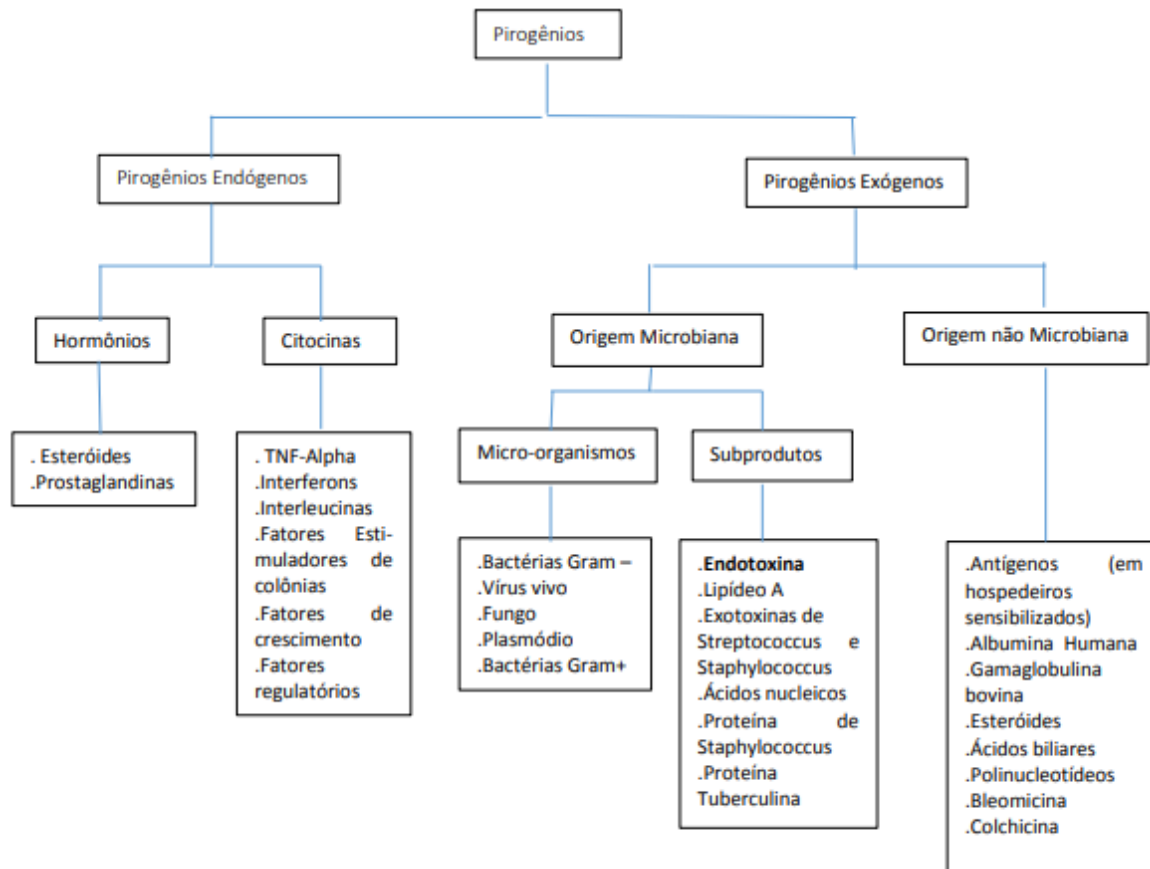 Pirogênios
Pirogênios Endógenos
Pirogênios Exógenos
Hormônios
Citocinas
Origem Microbiana
Origem não Microbiana
. Esteróides
.Prostaglandinas
. TNF-Alpha
.Interferons
.Interleucinas
.Fatores Esti-
muladores de
colônias
.Fatores de
crescimento
.Fatores
regulatórios
Micro-organismos
Subprodutos
.Bactérias Gram –
.Vírus vivo
.Fungo
.Plasmódio
.Bactérias Gram+
.Endotoxina
.Lipídeo A
.Exotoxinas de
Streptococcus e
Staphylococcus
.Ácidos nucleicos
.Proteína de
Staphylococcus
.Proteína
Tuberculina
.Antígenos (em
hospedeiros
sensibilizados)
.Albumina Humana
.Gamaglobulina
bovina
.Esteróides
.Ácidos biliares
.Polinucleotídeos
.Bleomicina
.Colchicina